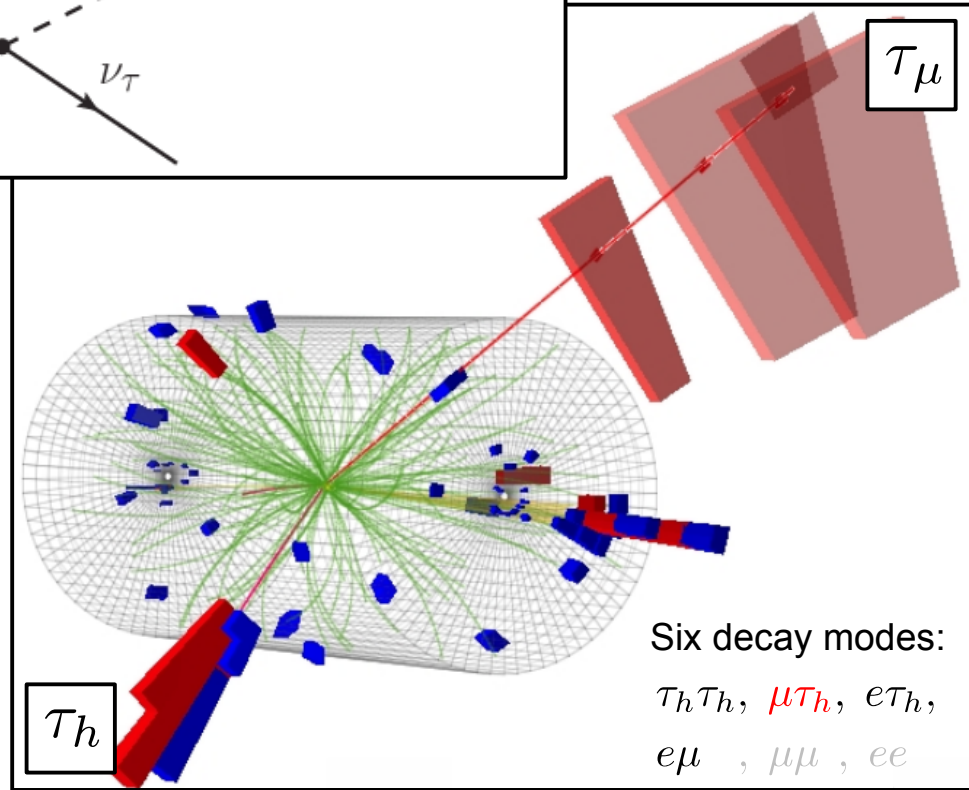 ν_τ
τ_μ
τ_h
Six decay modes:
τ_hτ_h, μτ_h, eτ_h,
eμ , μμ , ee